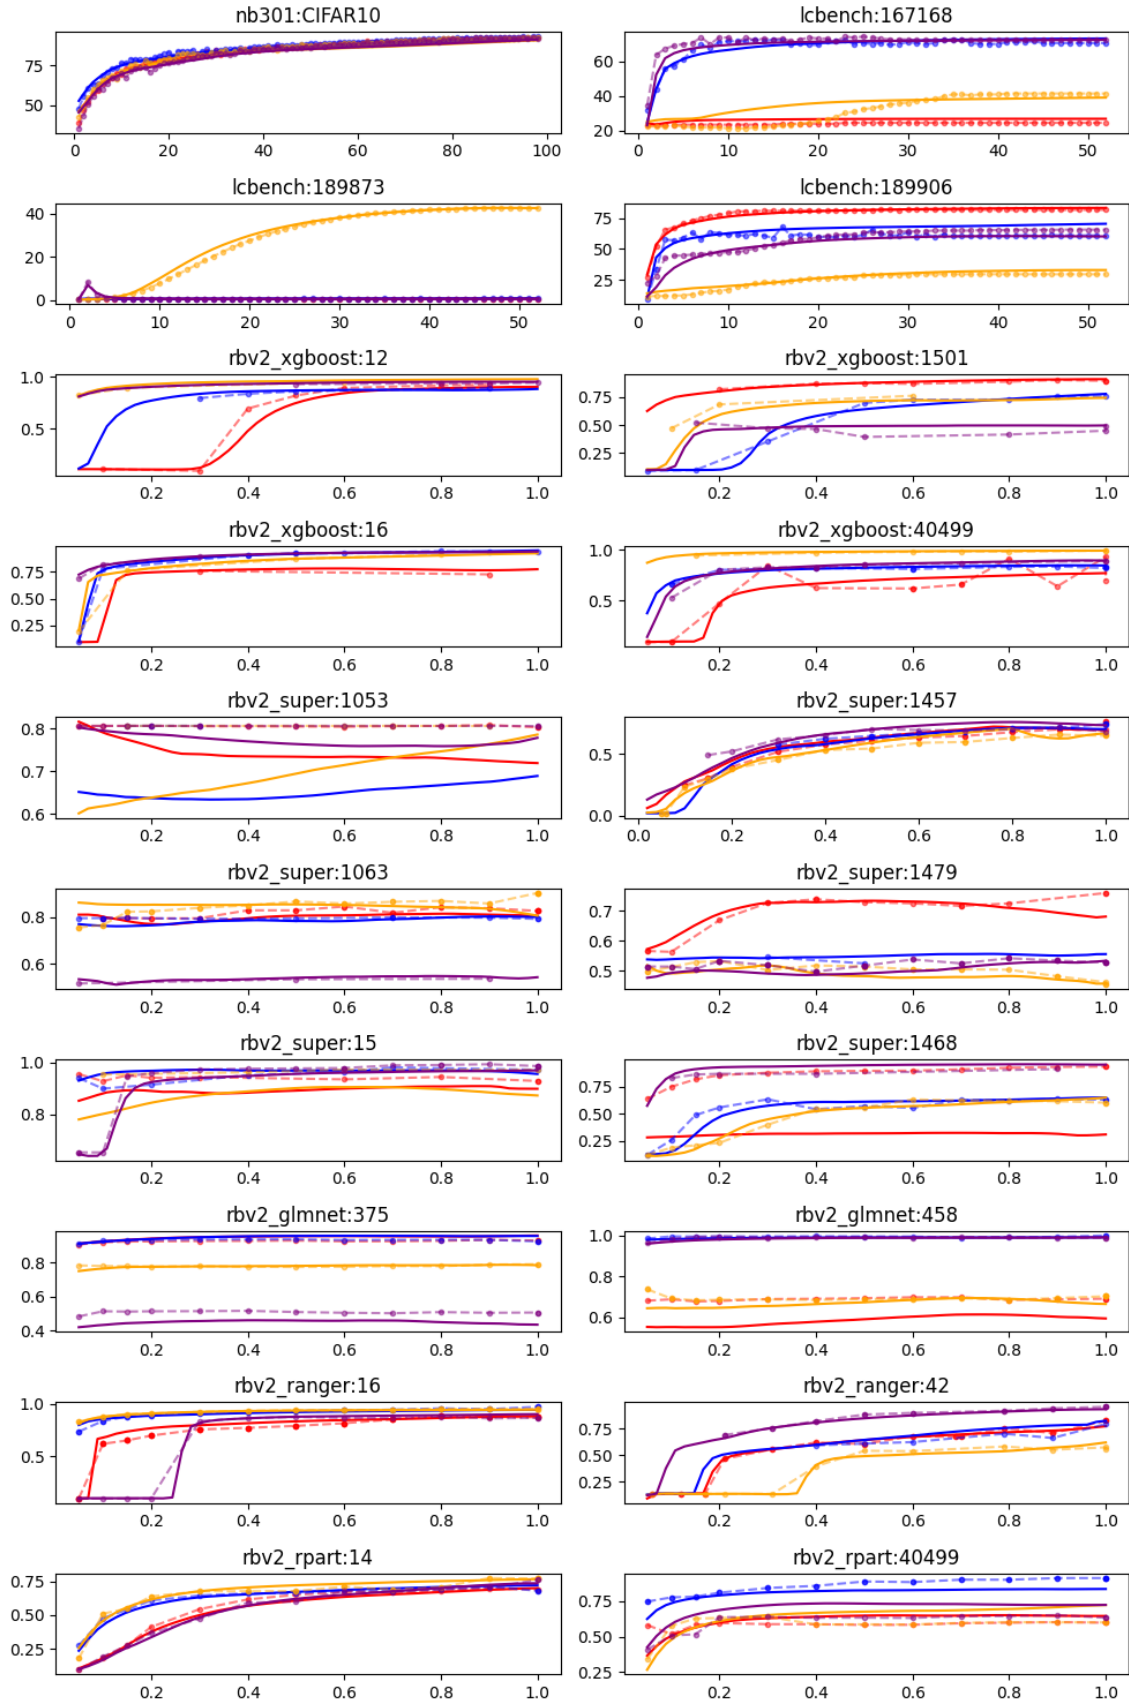 nb301:CIFAR10
75
50
0 20 40 60 80 100
lcbench:167168
60
40
20
0 10 20 30 40 50
lcbench:189873
40
20
0
0 10 20 30 40 50
lcbench:189906
75
50
25
0 10 20 30 40 50
rbv2_xgboost:12
1.0
0.5
0.2 0.4 0.6 0.8 1.0
rbv2_xgboost:1501
0.75
0.50
0.25
0.2 0.4 0.6 0.8 1.0
rbv2_xgboost:16
0.75
0.50
0.25
0.2 0.4 0.6 0.8 1.0
rbv2_xgboost:40499
1.0
0.5
0.2 0.4 0.6 0.8 1.0
rbv2_super:1053
0.8
0.7
0.6
0.2 0.4 0.6 0.8 1.0
rbv2_super:1457
0.5
0.0
0.0 0.2 0.4 0.6 0.8 1.0
rbv2_super:1063
0.8
0.6
0.2 0.4 0.6 0.8 1.0
rbv2_super:1479
0.7
0.6
0.5
0.2 0.4 0.6 0.8 1.0
rbv2_super:15
1.0
0.8
0.2 0.4 0.6 0.8 1.0
rbv2_super:1468
0.75
0.50
0.25
0.2 0.4 0.6 0.8 1.0
rbv2_glmnet:375
0.8
0.6
0.4
0.2 0.4 0.6 0.8 1.0
rbv2_glmnet:458
1.0
0.8
0.6
0.2 0.4 0.6 0.8 1.0
rbv2_ranger:16
1.0
0.5
0.2 0.4 0.6 0.8 1.0
rbv2_ranger:42
0.75
0.50
0.25
0.2 0.4 0.6 0.8 1.0
rbv2_rpart:14
0.75
0.50
0.25
0.2 0.4 0.6 0.8 1.0
rbv2_rpart:40499
0.75
0.50
0.25
0.2 0.4 0.6 0.8 1.0